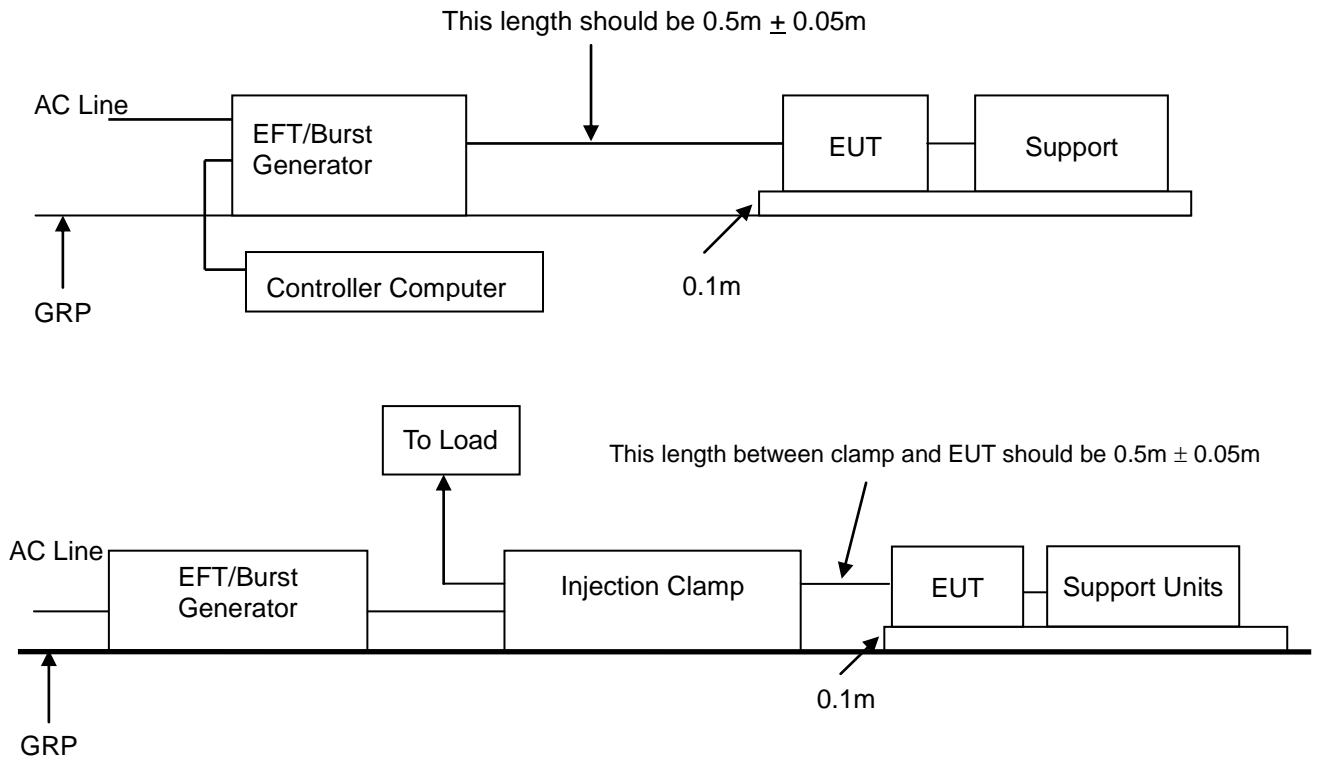 This length should be 0.5m ± 0.05m
AC Line
EFT/Burst
Generator
EUT
Support
Controller Computer
0.1m
GRP
To Load
This length between clamp and EUT should be 0.5m ± 0.05m
AC Line
EFT/Burst
Generator
Injection Clamp
EUT
Support Units
0.1m
GRP